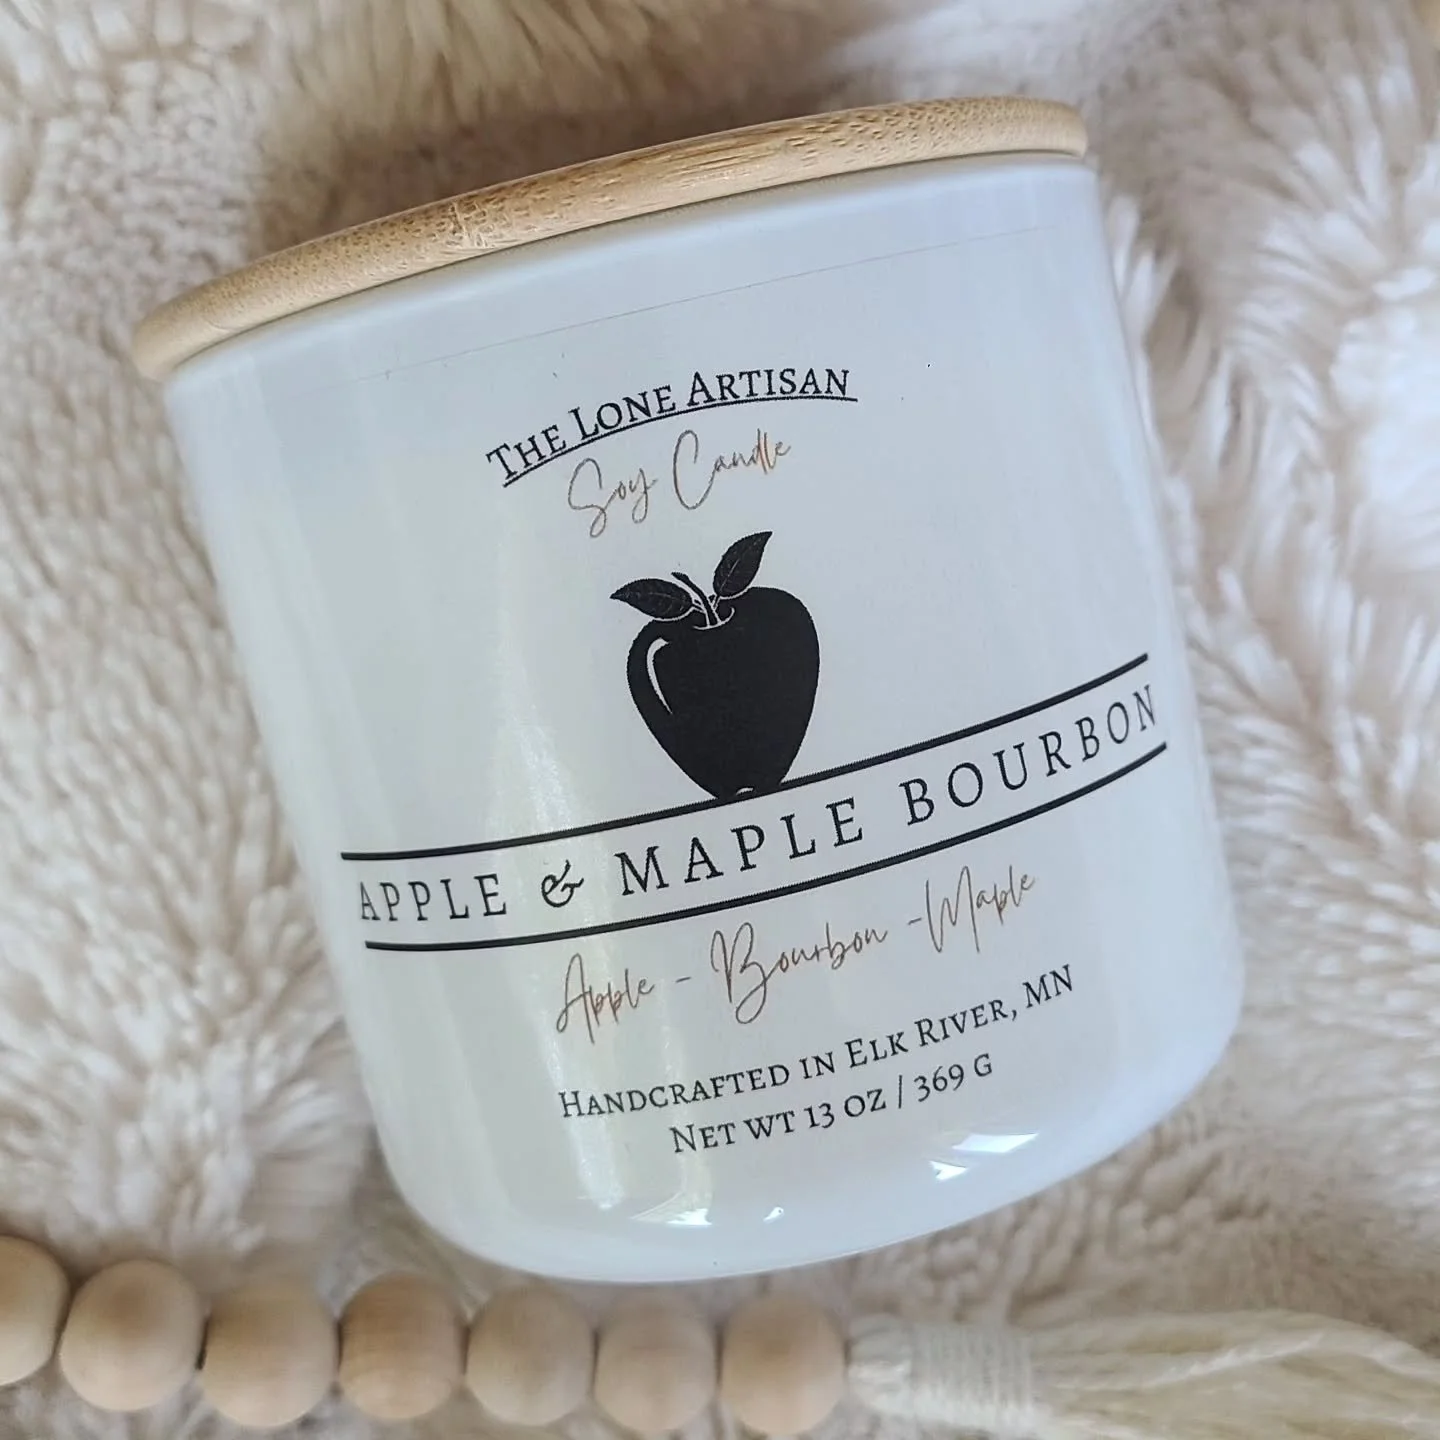 THE LONE ARTISAN
Soy Candle
APPLE & MAPLE BOURBON
Apple - Bourbon - Maple
HANDCRAFTED IN ELK RIVER, MN
NET WT 13 OZ / 369 G